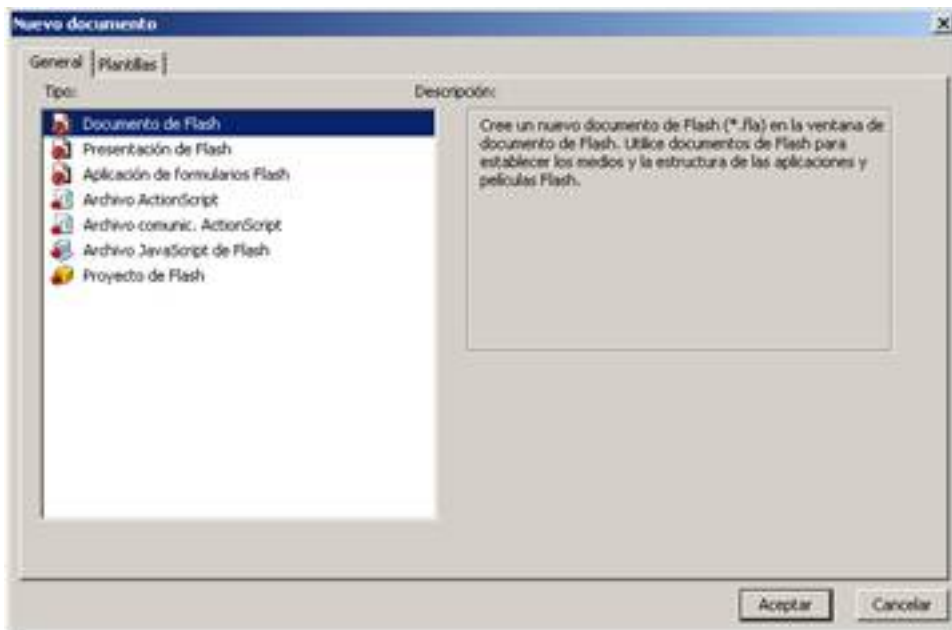 Nuevo documento
General
Plantillas
Tipo:
Descripción:
Documento de Flash
Presentación de Flash
Aplicación de formularios Flash
Archivo ActionScript
Archivo comunic. ActionScript
Archivo JavaScript de Flash
Proyecto de Flash
Cree un nuevo documento de Flash (*.fla) en la ventana de
documento de Flash. Utilice documentos de Flash para
establecer los medios y la estructura de las aplicaciones y
películas Flash.
Aceptar
Cancelar